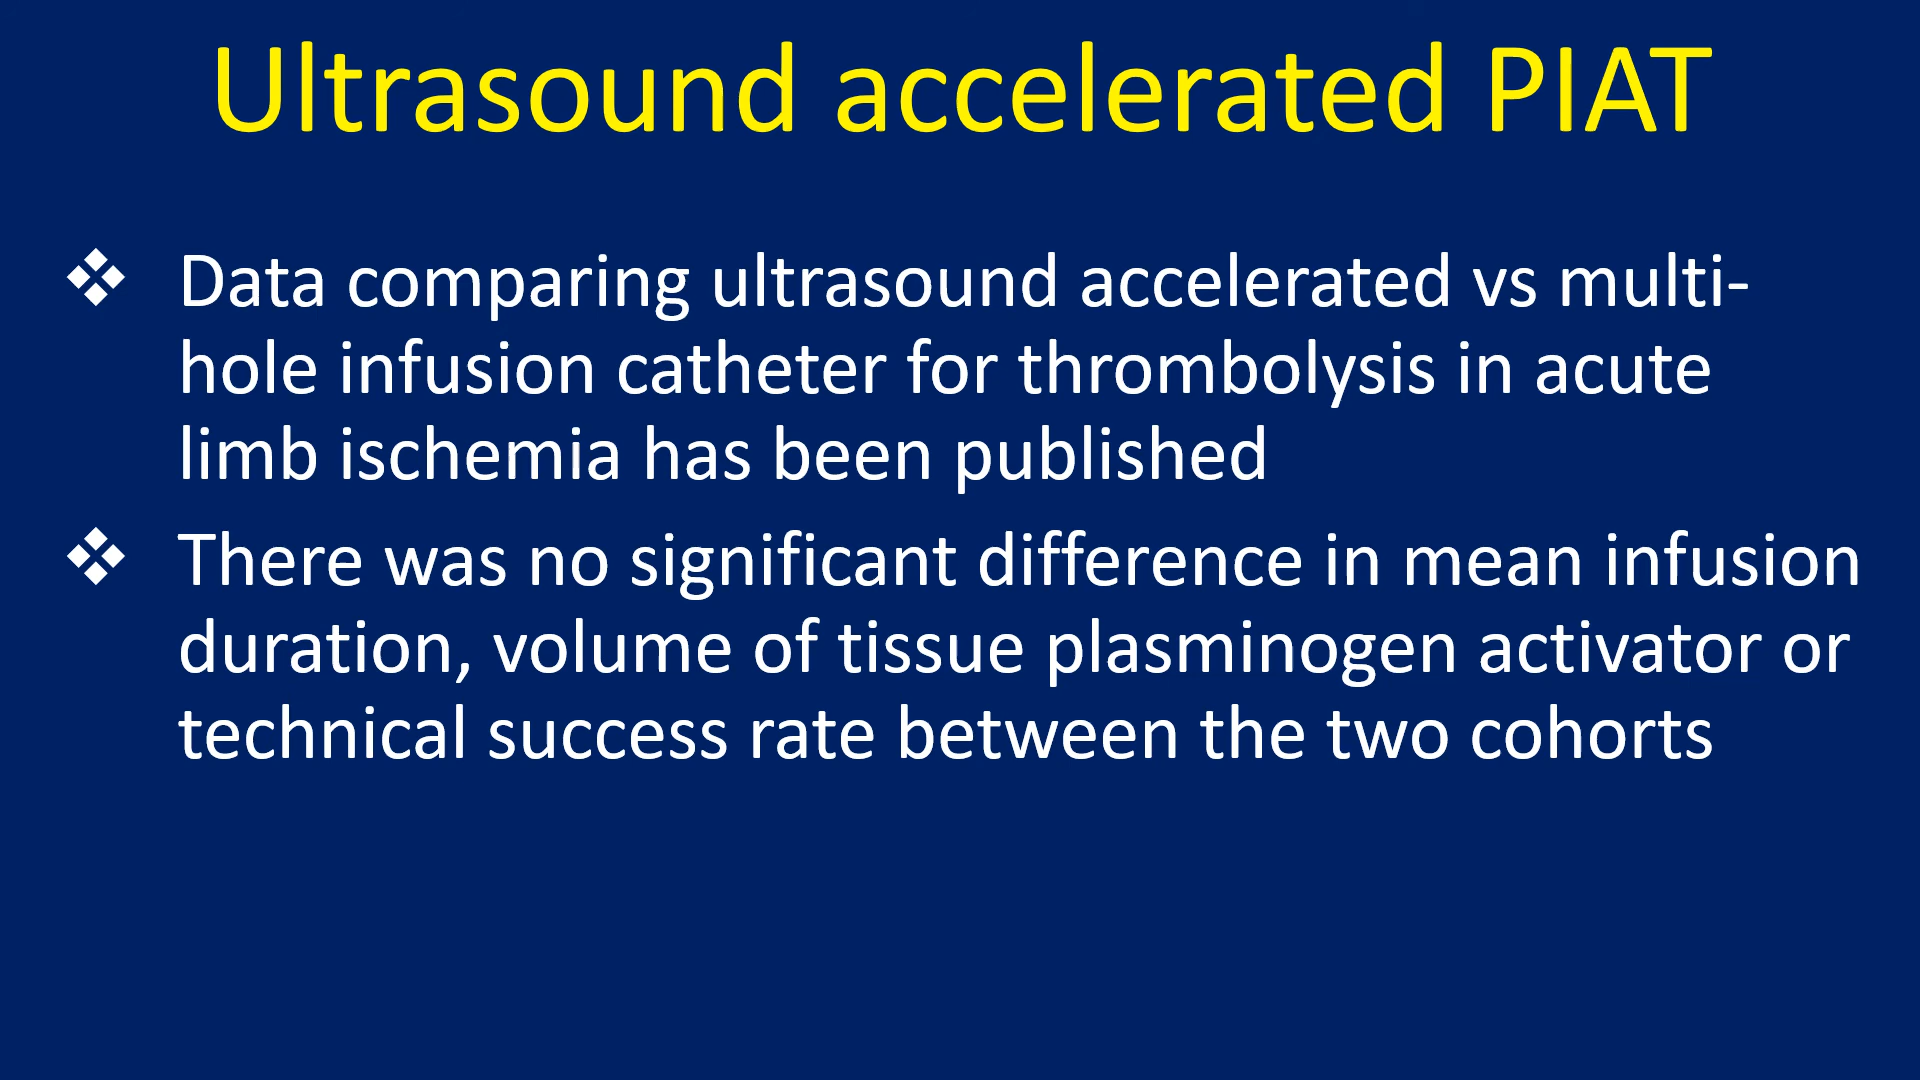 Ultrasound accelerated PIAT
❖ Data comparing ultrasound accelerated vs multi-
hole infusion catheter for thrombolysis in acute
limb ischemia has been published
❖ There was no significant difference in mean infusion
duration, volume of tissue plasminogen activator or
technical success rate between the two cohorts